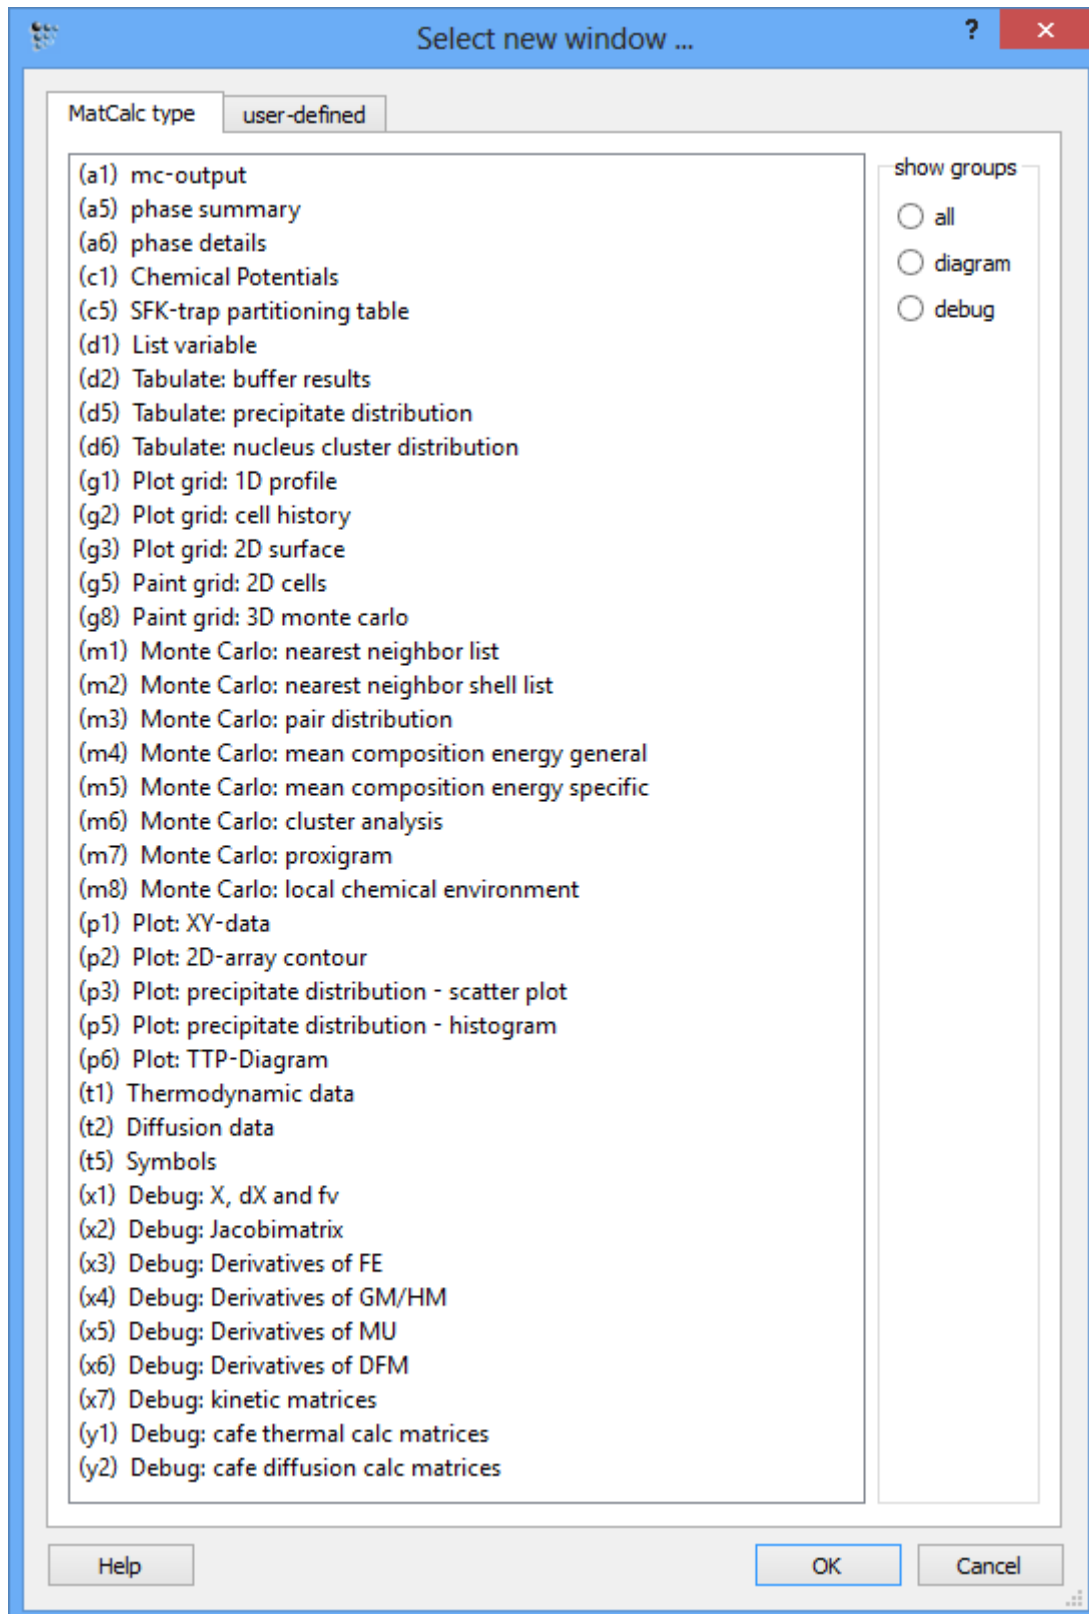 Select new window ...
?
MatCalc type
user-defined
(a1) mc-output
(a5) phase summary
(a6) phase details
(c1) Chemical Potentials
(c5) SFK-trap partitioning table
(d1) List variable
(d2) Tabulate: buffer results
(d5) Tabulate: precipitate distribution
(d6) Tabulate: nucleus cluster distribution
(g1) Plot grid: 1D profile
(g2) Plot grid: cell history
(g3) Plot grid: 2D surface
(g5) Paint grid: 2D cells
(g8) Paint grid: 3D monte carlo
(m1) Monte Carlo: nearest neighbor list
(m2) Monte Carlo: nearest neighbor shell list
(m3) Monte Carlo: pair distribution
(m4) Monte Carlo: mean composition energy general
(m5) Monte Carlo: mean composition energy specific
(m6) Monte Carlo: cluster analysis
(m7) Monte Carlo: proxigram
(m8) Monte Carlo: local chemical environment
(p1) Plot: XY-data
(p2) Plot: 2D-array contour
(p3) Plot: precipitate distribution - scatter plot
(p5) Plot: precipitate distribution - histogram
(p6) Plot: TTP-Diagram
(t1) Thermodynamic data
(t2) Diffusion data
(t5) Symbols
(x1) Debug: X, dX and fv
(x2) Debug: Jacobimatrix
(x3) Debug: Derivatives of FE
(x4) Debug: Derivatives of GM/HM
(x5) Debug: Derivatives of MU
(x6) Debug: Derivatives of DFM
(x7) Debug: kinetic matrices
(y1) Debug: cafe thermal calc matrices
(y2) Debug: cafe diffusion calc matrices
show groups
all
diagram
debug
Help
OK
Cancel